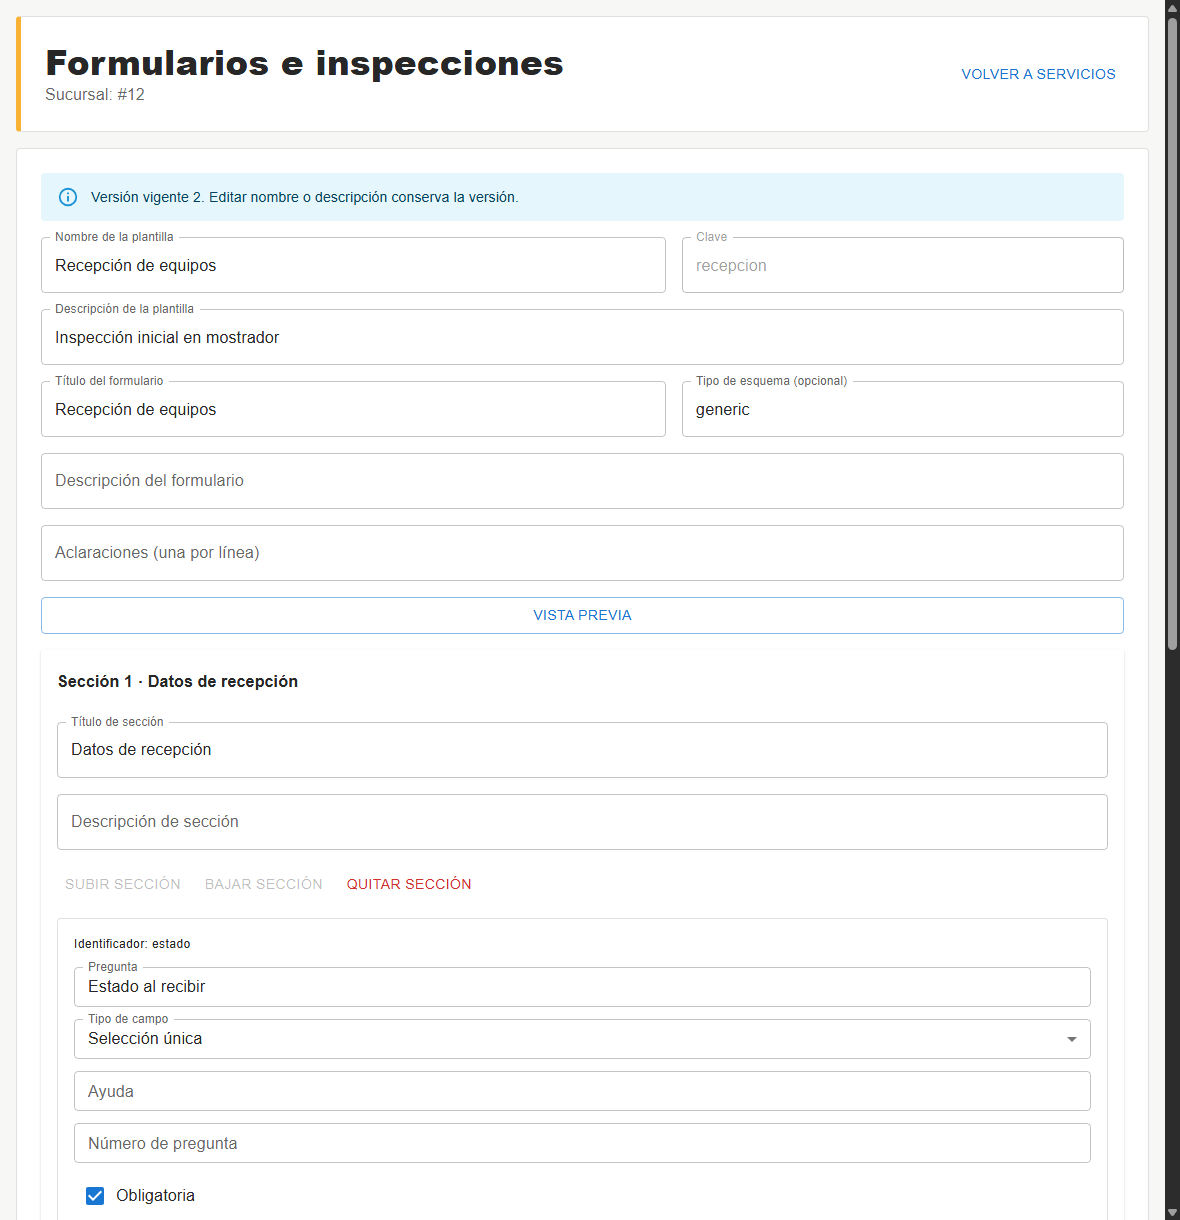 Formularios e inspecciones
Sucursal: #12
VOLVER A SERVICIOS
Versión vigente 2. Editar nombre o descripción conserva la versión.
Nombre de la plantilla
Recepción de equipos
Clave
recepcion
Descripción de la plantilla
Inspección inicial en mostrador
Título del formulario
Recepción de equipos
Tipo de esquema (opcional)
generic
Descripción del formulario
Aclaraciones (una por línea)
VISTA PREVIA
Sección 1 · Datos de recepción
Título de sección
Datos de recepción
Descripción de sección
SUBIR SECCIÓN
BAJAR SECCIÓN
QUITAR SECCIÓN
Identificador: estado
Pregunta
Estado al recibir
Tipo de campo
Selección única
Ayuda
Número de pregunta
Obligatoria